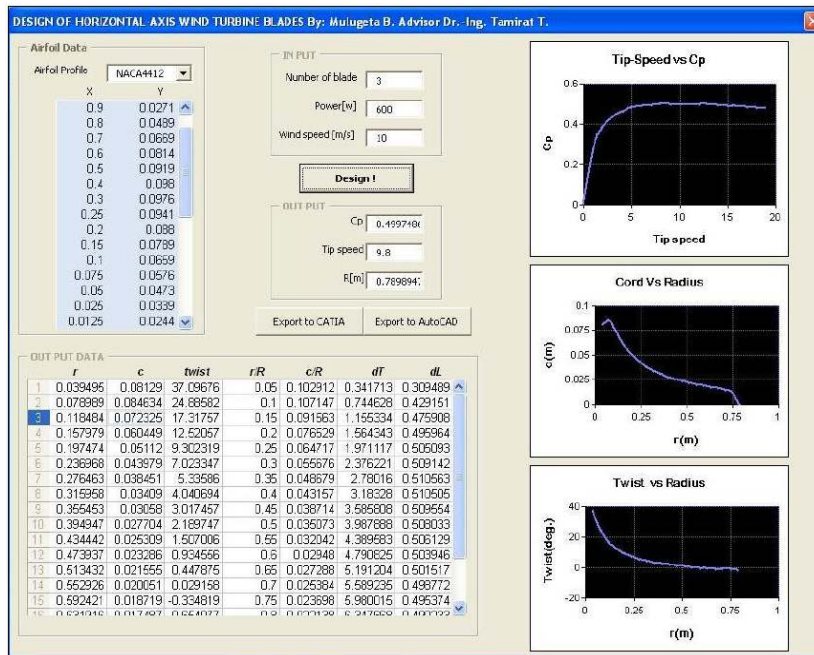 DESIGN OF HORIZONTAL-AXIS WIND TURBINE BLADES By: Mulugeta B. Advisor Dr.-Ing. Tamirat T.
Airfoil Data
Airfoil Profile NACA4412
X Y
0.9 0.0271
0.8 0.0489
0.7 0.0669
0.6 0.0814
0.5 0.0919
0.4 0.098
0.3 0.0976
0.25 0.0941
0.2 0.088
0.15 0.0789
0.1 0.0659
0.075 0.0576
0.05 0.0473
0.025 0.0339
0.0125 0.0244
IN PUT
Number of blade 3
Power[w] 600
Wind speed [m/s] 10
Design !
OUT PUT
Cp 0.499748
Tip speed 9.8
R[m] 0.789894
Export to CATIA Export to AutoCAD
Tip-Speed vs Cp
Cp
0.6
0.4
0.2
0
0 5 10 15 20
Tip speed
Cord Vs Radius
c(m)
0.1
0.075
0.05
0.025
0
0 0.25 0.5 0.75 1
r(m)
Twist vs Radius
Twist(deg.)
40
20
0
-20
0 0.25 0.5 0.75 1
r(m)
OUT PUT DATA
r c twist r/R c/R dT dL
1 0.039495 0.08129 37.09676 0.05 0.102912 0.341713 0.309489
2 0.078989 0.084634 24.88582 0.1 0.107147 0.744628 0.429151
3 0.118484 0.072325 17.31757 0.15 0.091563 1.155334 0.475908
4 0.157979 0.060449 12.52057 0.2 0.076529 1.564343 0.495964
5 0.197474 0.05112 9.302319 0.25 0.064717 1.971117 0.505093
6 0.236968 0.043979 7.023347 0.3 0.055676 2.376221 0.509142
7 0.276463 0.038451 5.33586 0.35 0.048679 2.78016 0.510563
8 0.315958 0.03409 4.040694 0.4 0.043157 3.18328 0.510505
9 0.355453 0.03058 3.017457 0.45 0.038714 3.585808 0.509554
10 0.394947 0.027704 2.189747 0.5 0.035073 3.987888 0.508033
11 0.434442 0.025309 1.507006 0.55 0.032042 4.389583 0.506129
12 0.473937 0.023286 0.934556 0.6 0.02948 4.790825 0.503946
13 0.513432 0.021555 0.447875 0.65 0.027288 5.191204 0.501517
14 0.552926 0.020051 0.029158 0.7 0.025384 5.589235 0.498772
15 0.592421 0.018719 -0.334819 0.75 0.023698 5.980015 0.495374